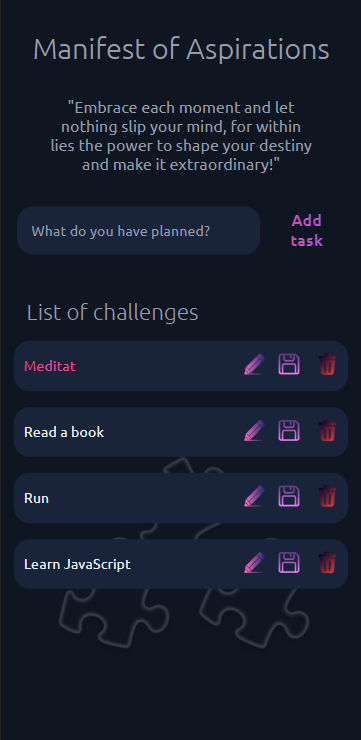 Manifest of Aspirations
"Embrace each moment and let
nothing slip your mind, for within
lies the power to shape your destiny
and make it extraordinary!"
What do you have planned?
Add
task
List of challenges
Meditat
Read a book
Run
Learn JavaScript